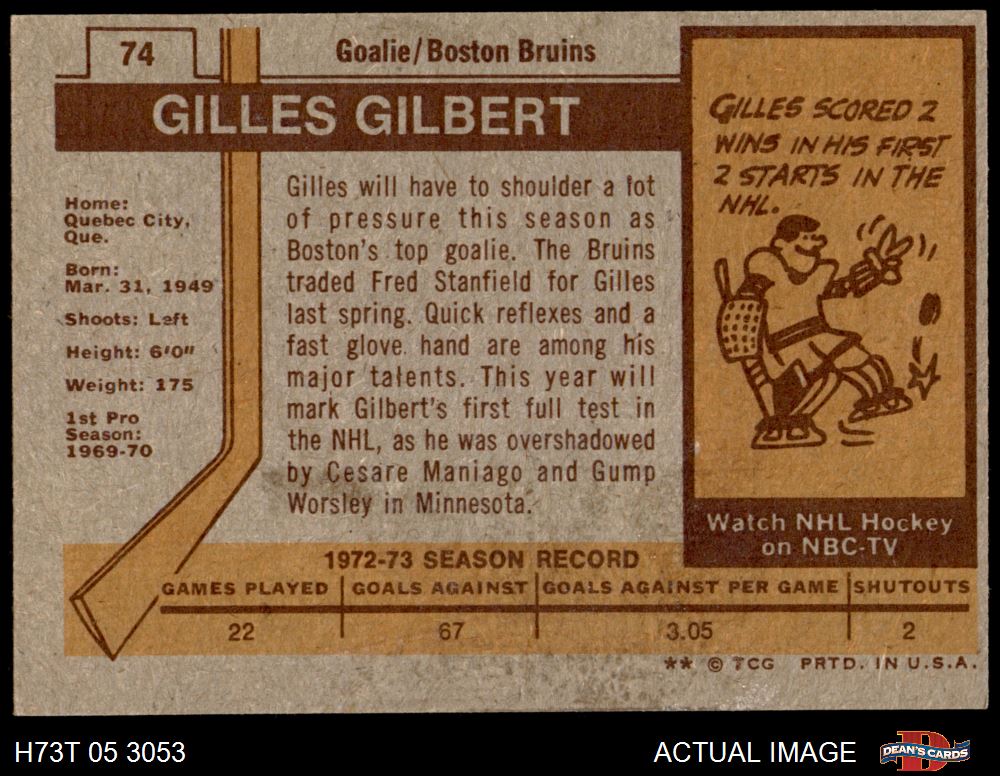 74
Goalie/Boston Bruins
GILLES GILBERT
Home:
Quebec City,
Que.
Born:
Mar. 31, 1949
Shoots: Left
Height: 6'0"
Weight: 175
1st Pro
Season:
1969-70
Gilles will have to shoulder a lot
of pressure this season as
Boston's top goalie. The Bruins
traded Fred Stanfield for Gilles
last spring. Quick reflexes and a
fast glove hand are among his
major talents. This year will
mark Gilbert's first full test in
the NHL, as he was overshadowed
by Cesare Maniago and Gump
Worsley in Minnesota.
GILLES SCORED 2
WINS IN HIS FIRST
2 STARTS IN THE
NHL.
Watch NHL Hockey
on NBC-TV
1972-73 SEASON RECORD
GAMES PLAYED GOALS AGAINST GOALS AGAINST PER GAME SHUTOUTS
22 67 3.05 2
** © TCG PRTD. IN U.S.A.
H73T 05 3053 ACTUAL IMAGE DEAN'S CARDS